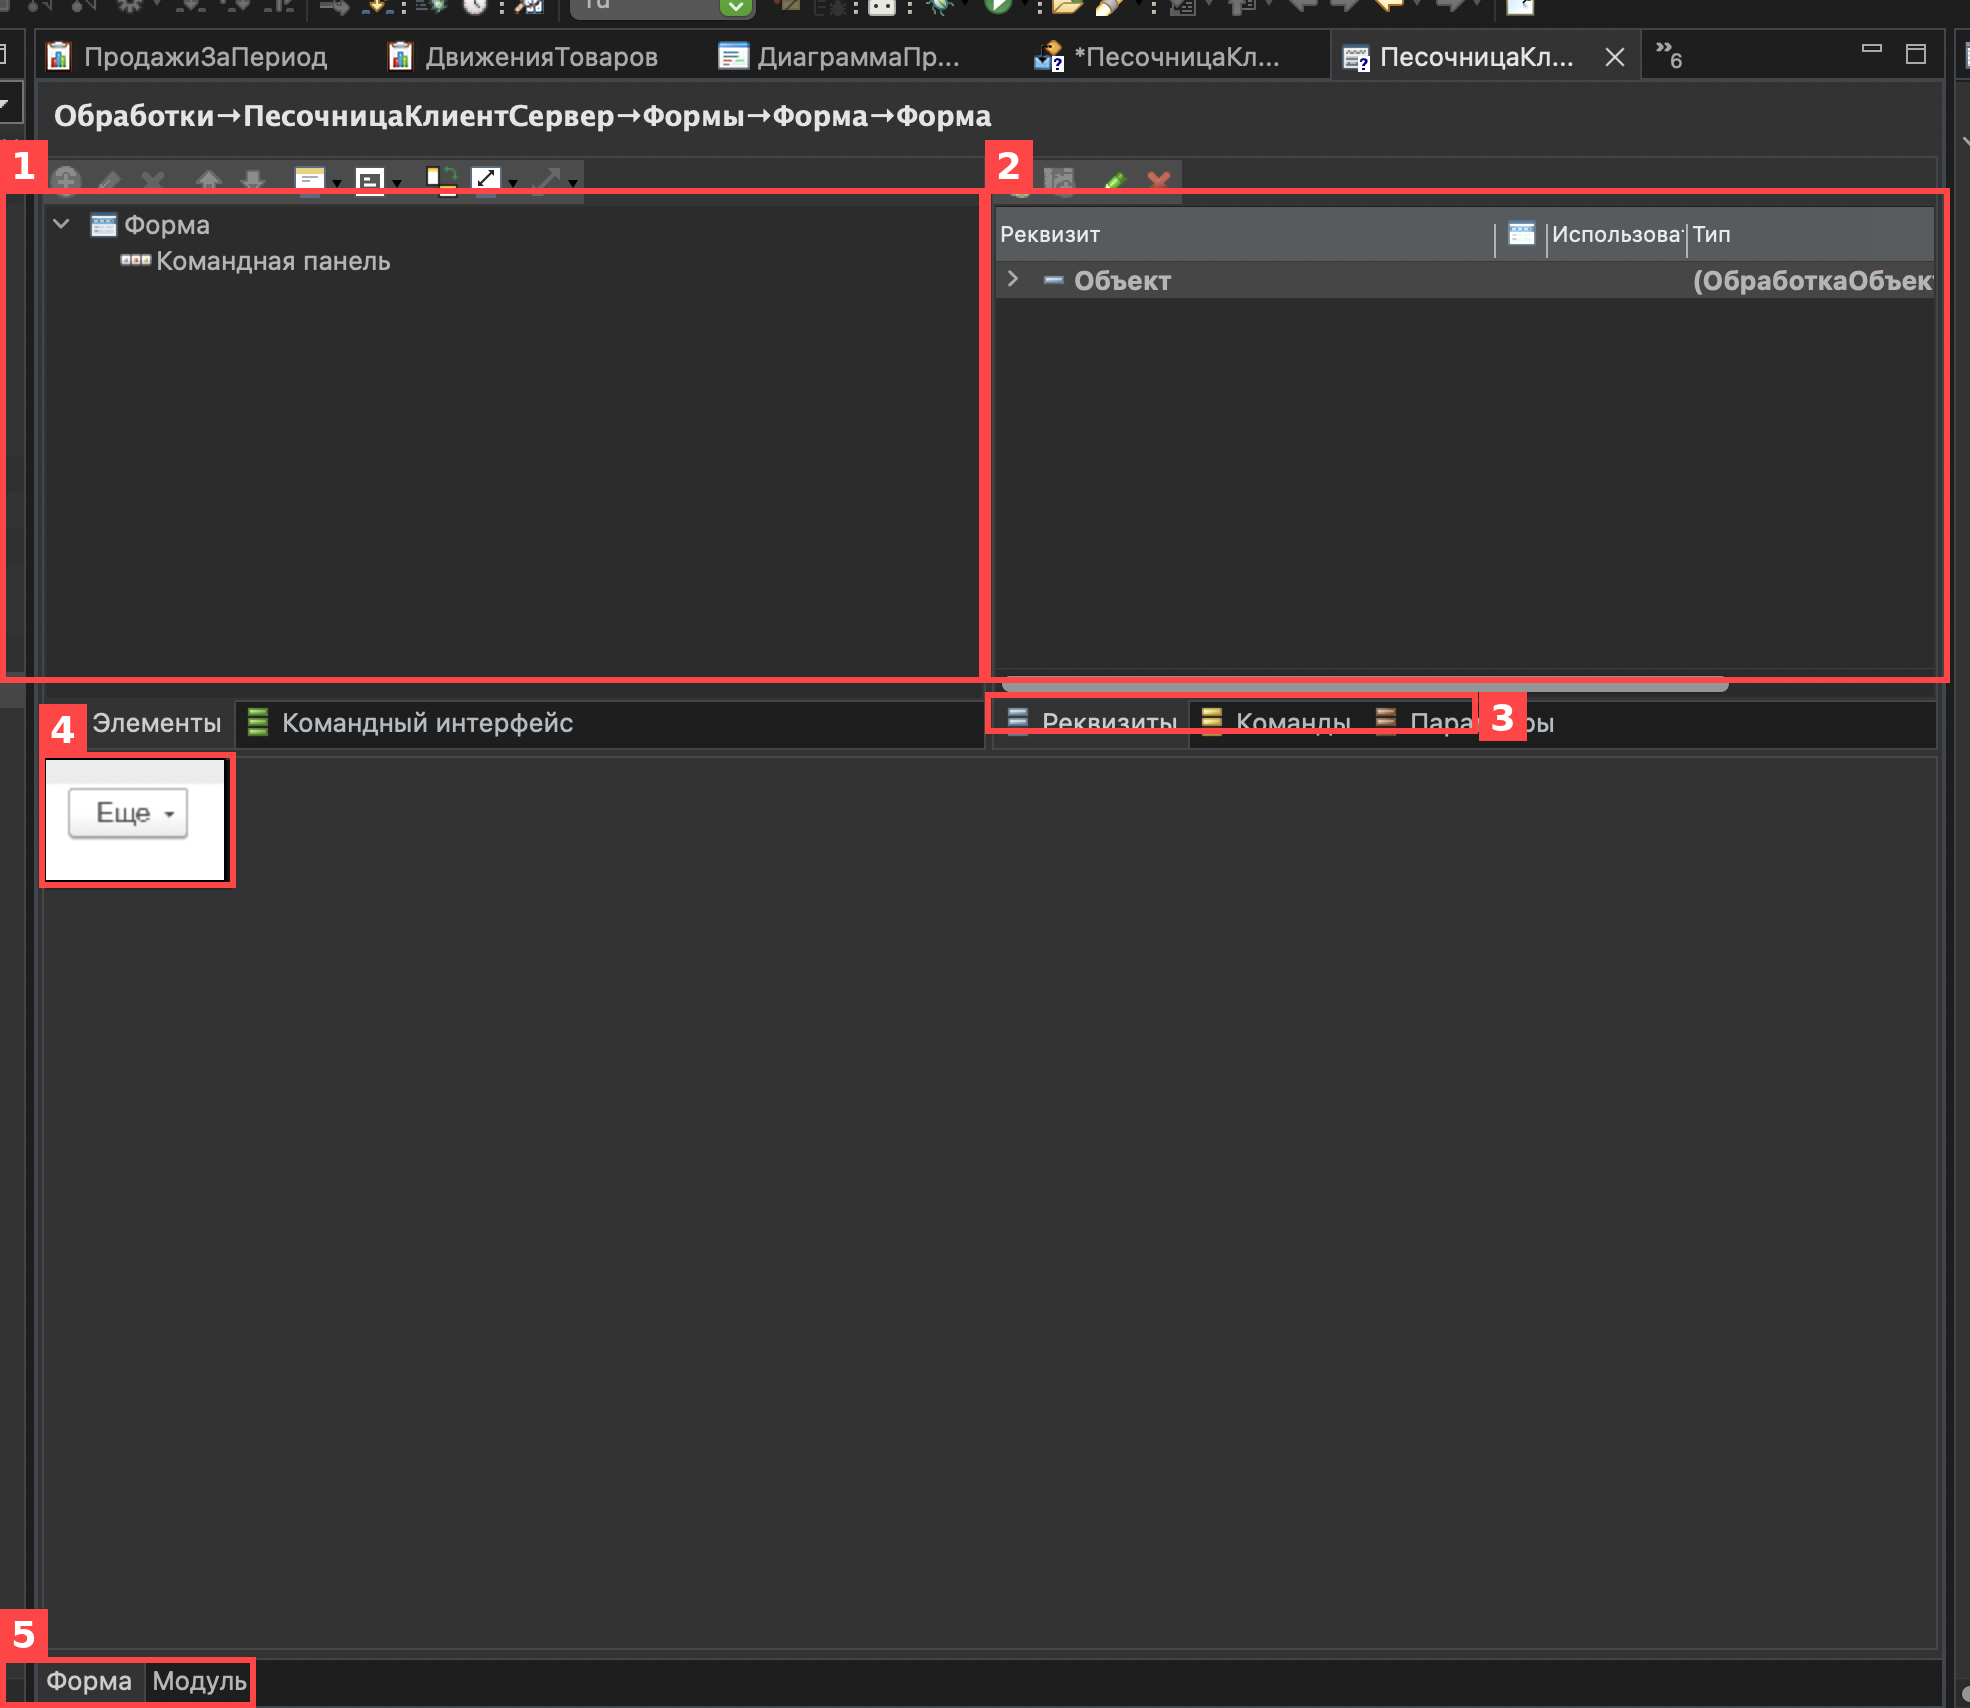 ПродажиЗаПериод
ДвиженияТоваров
ДиаграммаПр...
*ПесочницаКл...
ПесочницаКл...
»6
Обработки→ПесочницаКлиентСервер→Формы→Форма→Форма
1
2
Форма
Командная панель
Реквизит
Использова
Тип
Объект
(ОбработкаОбъек
4
Элементы
Командный интерфейс
Реквизиты
Команды
3
Еще
5
Форма
Модуль